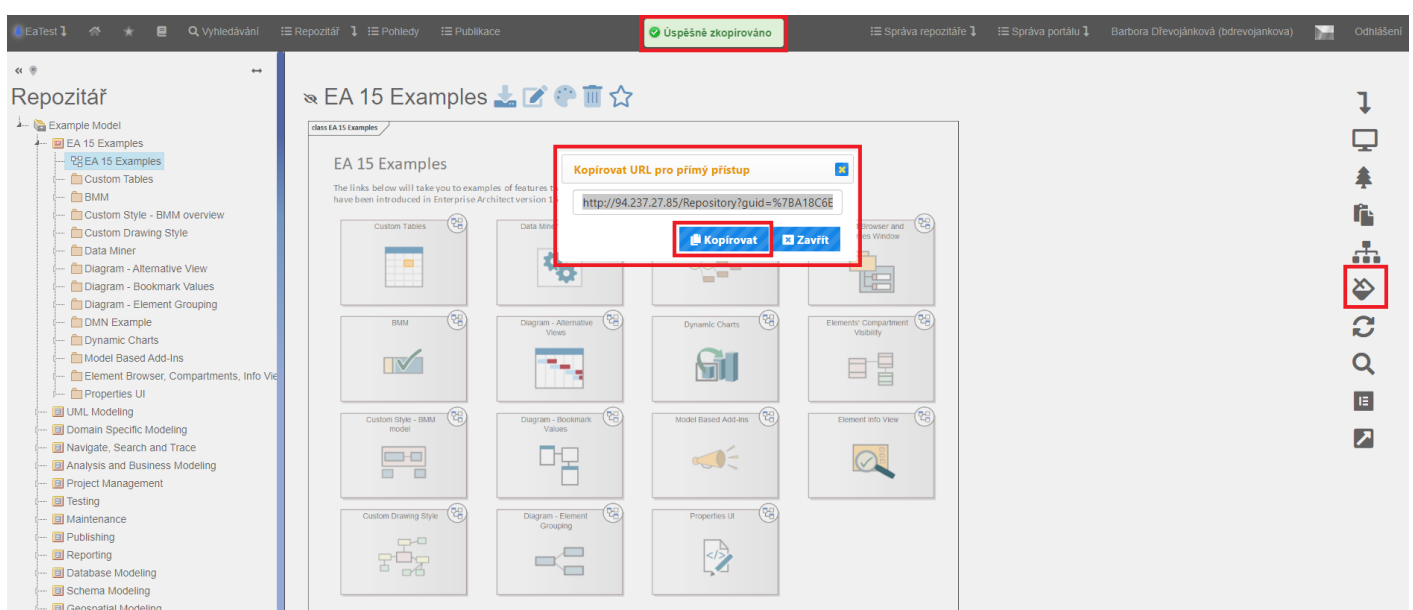 EaTest
Vyhledávání
Repozitář
Pohledy
Publikace
Úspěšně zkopírováno
Správa repozitáře
Správa portálu
Barbora Dřevojánková (bdrevojankova)
Odhlášení
Repozitář
Example Model
EA 15 Examples
EA 15 Examples
Custom Tables
BMM
Custom Style - BMM overview
Custom Drawing Style
Data Miner
Diagram - Alternative View
Diagram - Bookmark Values
Diagram - Element Grouping
DMN Example
Dynamic Charts
Model Based Add-Ins
Element Browser, Compartments, Info Vie
Properties UI
UML Modeling
Domain Specific Modeling
Navigate, Search and Trace
Analysis and Business Modeling
Project Management
Testing
Maintenance
Publishing
Reporting
Database Modeling
Schema Modeling
Geospatial Modeling
EA 15 Examples
class EA 15 Examples
EA 15 Examples
The links below will take you to examples of features
have been introduced in Enterprise Architect version
Kopírovat URL pro přímý přístup
http://94.237.27.85/Repository?guid=%7BA18C6E
Kopírovat
Zavřít
Custom Tables
Data Mine
Browser and
Window
BMM
Diagram - Alternative
Views
Dynamic Charts
Elements' Compartment
Visibility
Custom Style - BMM
model
Diagram - Bookmark
Values
Model Based Add-Ins
Element Info View
Custom Drawing Style
Diagram - Element
Grouping
Properties UI